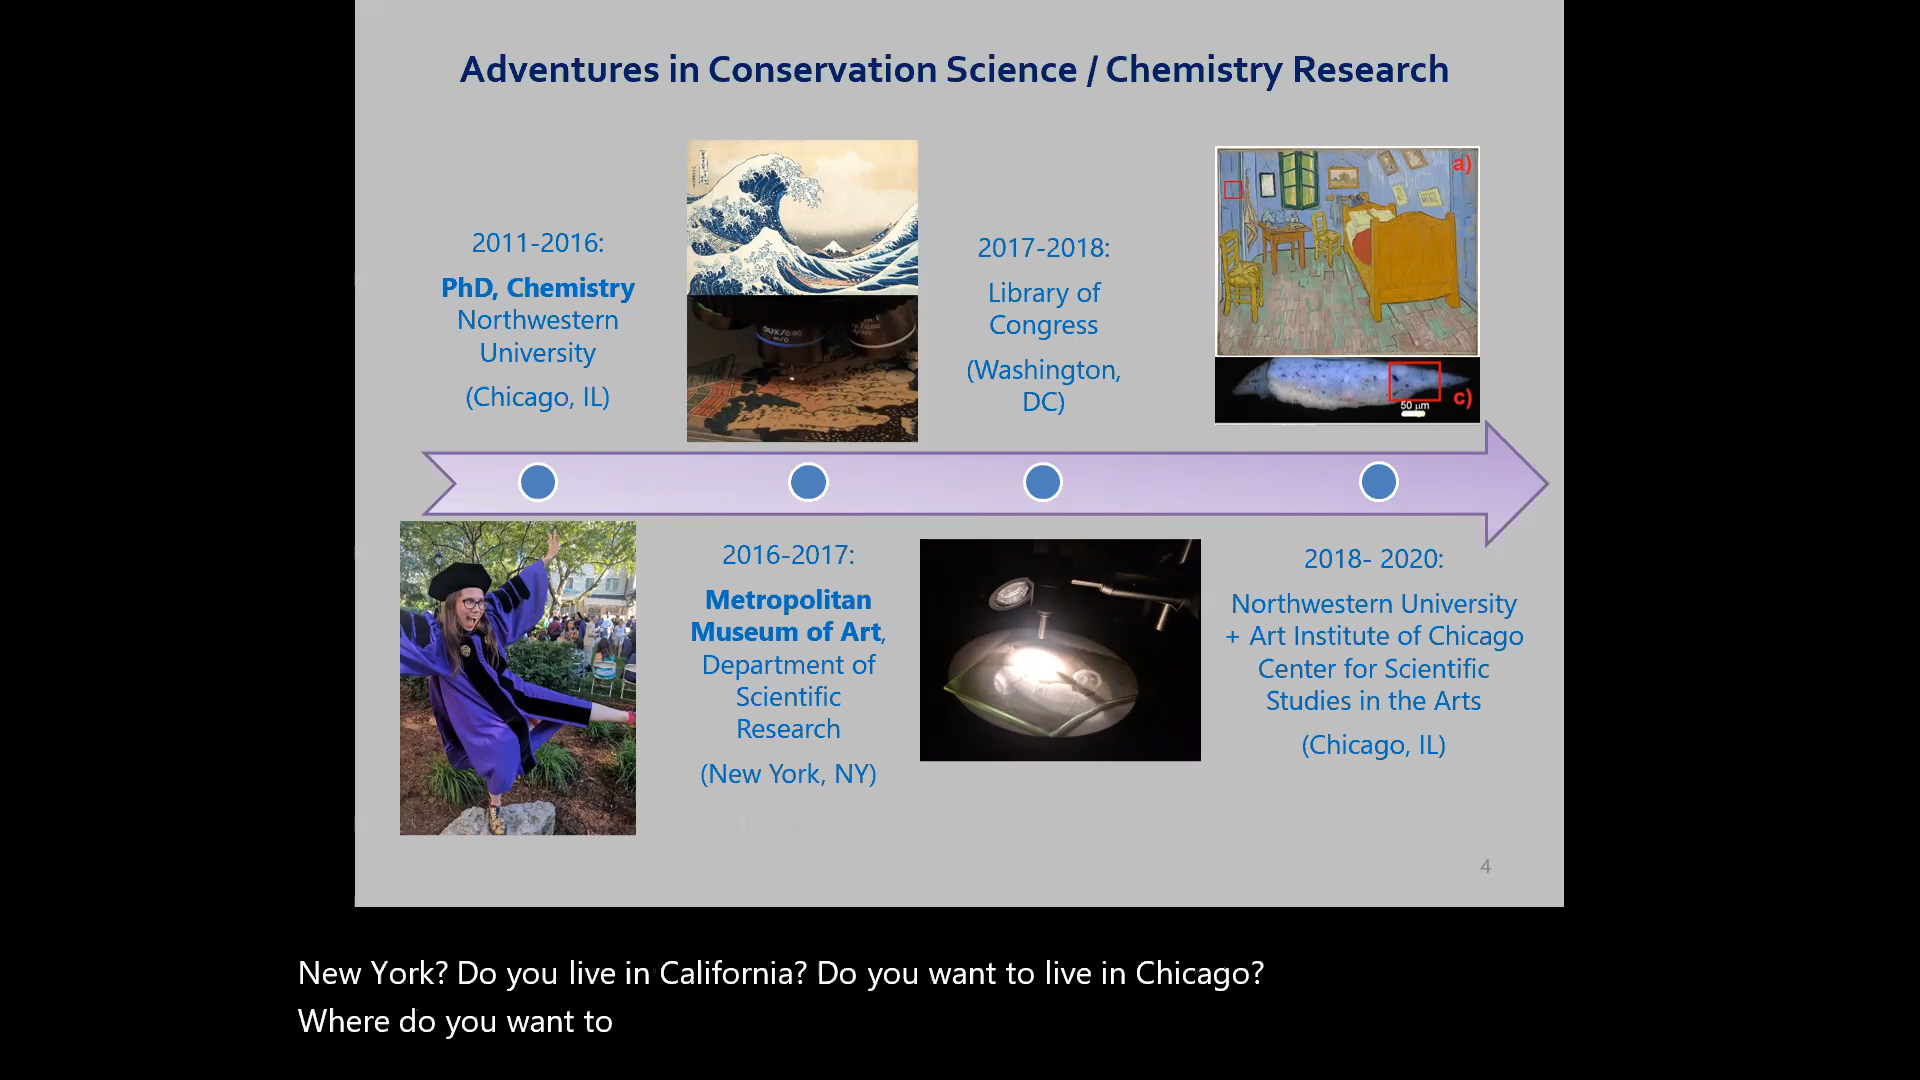 Adventures in Conservation Science / Chemistry Research
2011-2016:
PhD, Chemistry
Northwestern
University
(Chicago, IL)
2016-2017:
Metropolitan
Museum of Art,
Department of
Scientific
Research
(New York, NY)
2017-2018:
Library of
Congress
(Washington,
DC)
a)
50 µm
c)
2018- 2020:
Northwestern University
+ Art Institute of Chicago
Center for Scientific
Studies in the Arts
(Chicago, IL)
4
New York? Do you live in California? Do you want to live in Chicago?
Where do you want to